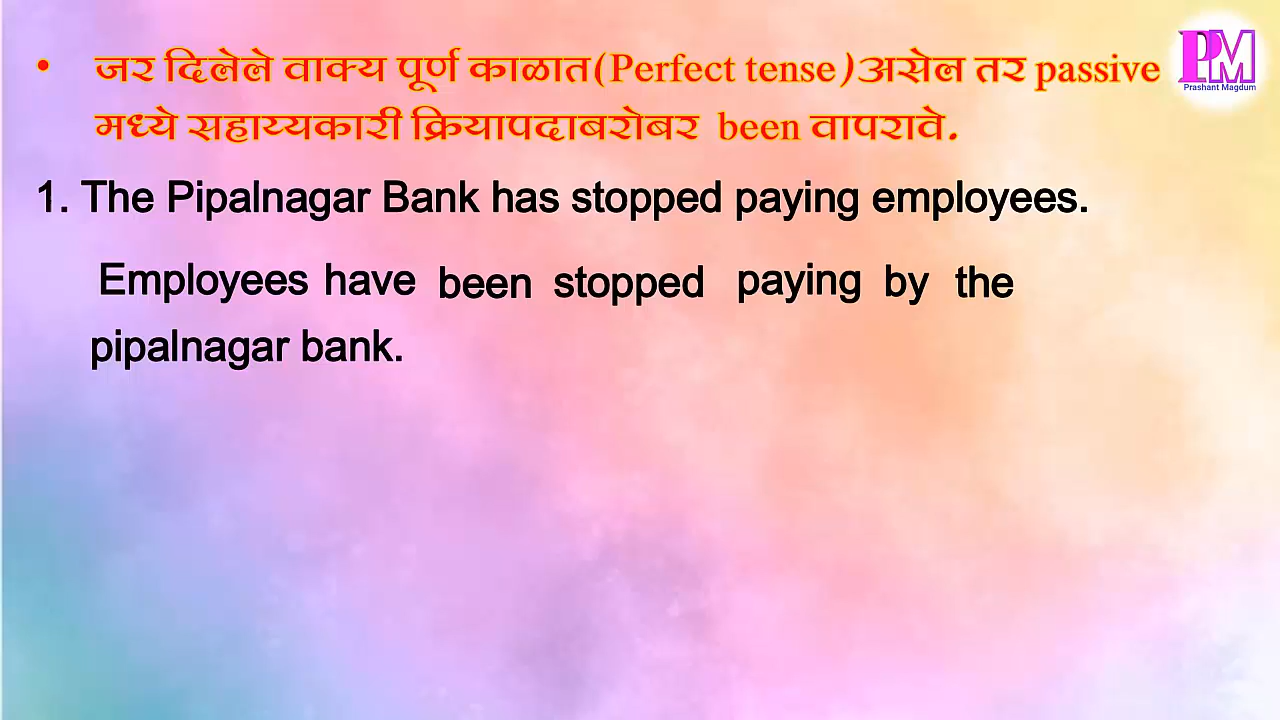 • जर दिलेले वाक्य पूर्ण काळात(Perfect tense)असेल तर passive
मध्ये सहाय्यकारी क्रियापदाबरोबर been वापरावे.
PM
Prashant Magdum
1. The Pipalnagar Bank has stopped paying employees.
Employees have been stopped paying by the
pipalnagar bank.